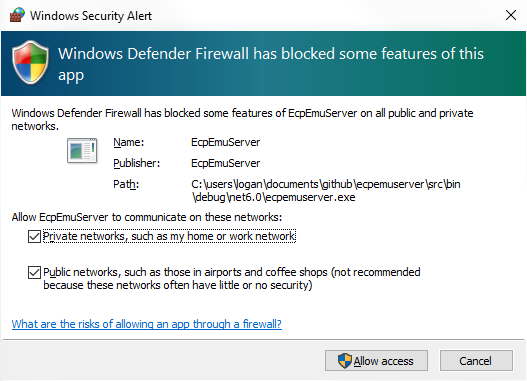 Windows Security Alert
Windows Defender Firewall has blocked some features of this
app
Windows Defender Firewall has blocked some features of EcpEmuServer on all public and private
networks.
Name: EcpEmuServer
Publisher: EcpEmuServer
Path: C:\users\logan\documents\github\ecpemuserver\src\bin
\debug\net6.0\ecpemuserver.exe
Allow EcpEmuServer to communicate on these networks:
Private networks, such as my home or work network
Public networks, such as those in airports and coffee shops (not recommended
because these networks often have little or no security)
What are the risks of allowing an app through a firewall?
Allow access
Cancel